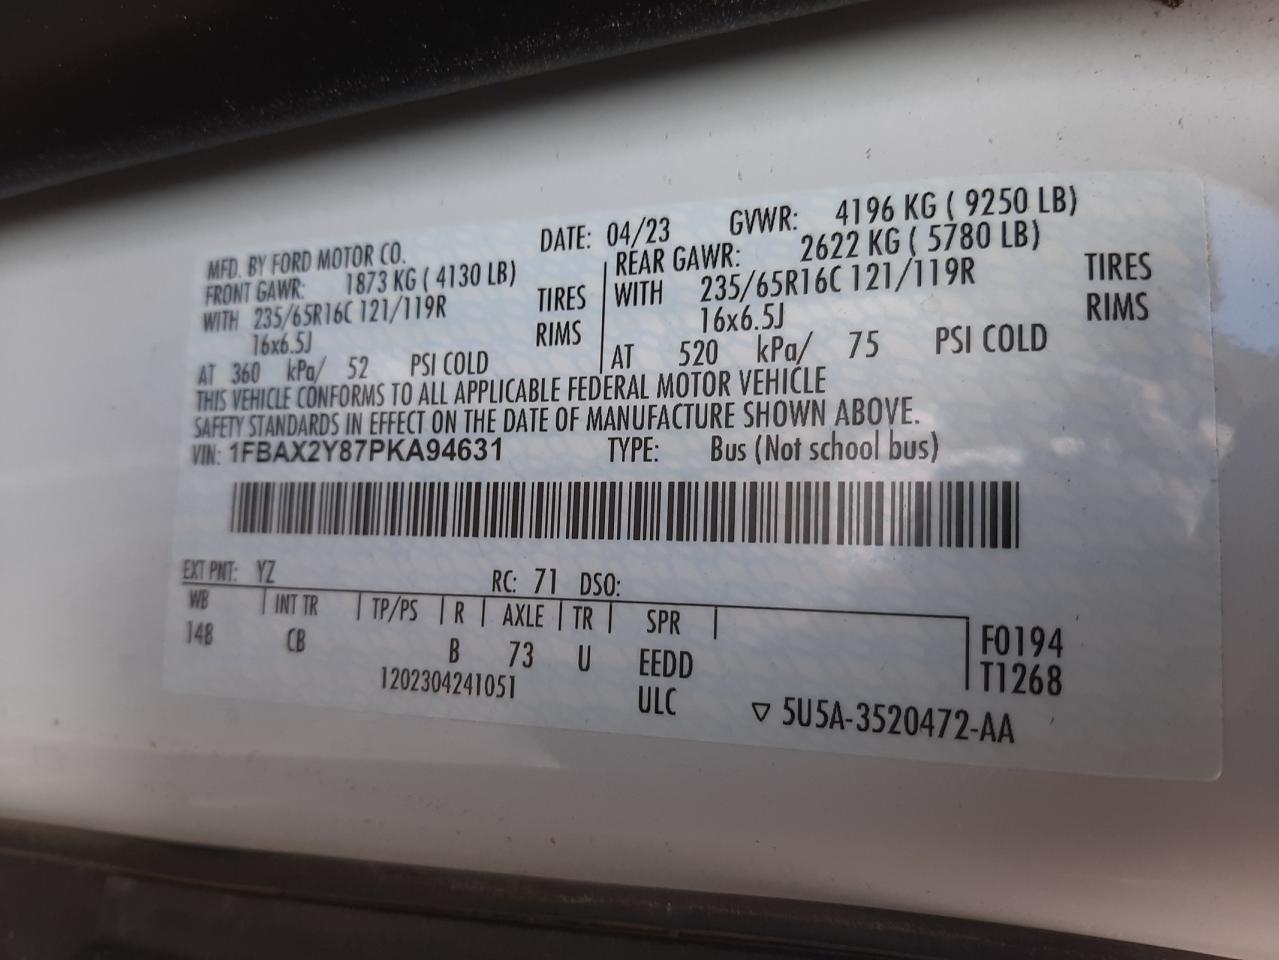 MFD. BY FORD MOTOR CO. DATE: 04/23 GVWR: 4196 KG ( 9250 LB)
FRONT GAWR: 1873 KG ( 4130 LB) REAR GAWR: 2622 KG ( 5780 LB)
WITH 235/65R16C 121/119R TIRES WITH 235/65R16C 121/119R TIRES
16x6.5J RIMS 16x6.5J RIMS
AT 360 kPa/ 52 PSI COLD AT 520 kPa/ 75 PSI COLD
THIS VEHICLE CONFORMS TO ALL APPLICABLE FEDERAL MOTOR VEHICLE
SAFETY STANDARDS IN EFFECT ON THE DATE OF MANUFACTURE SHOWN ABOVE.
VIN: 1FBAX2Y87PKA94631 TYPE: Bus (Not school bus)
EXT PNT: YZ RC: 71 DSO:
WB INT TR TP/PS R AXLE TR SPR F0194
148 CB B 73 U EEDD T1268
1202304241051 ULC ▽ 5U5A-3520472-AA